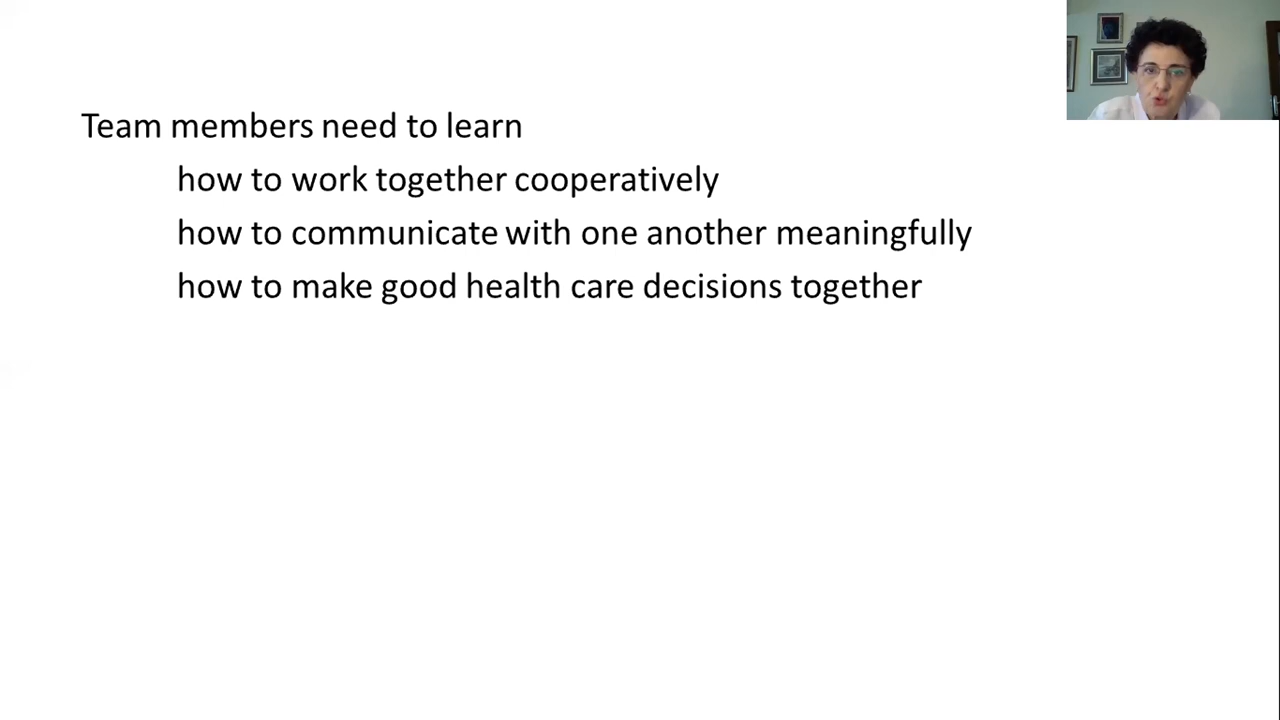 Team members need to learn
how to work together cooperatively
how to communicate with one another meaningfully
how to make good health care decisions together